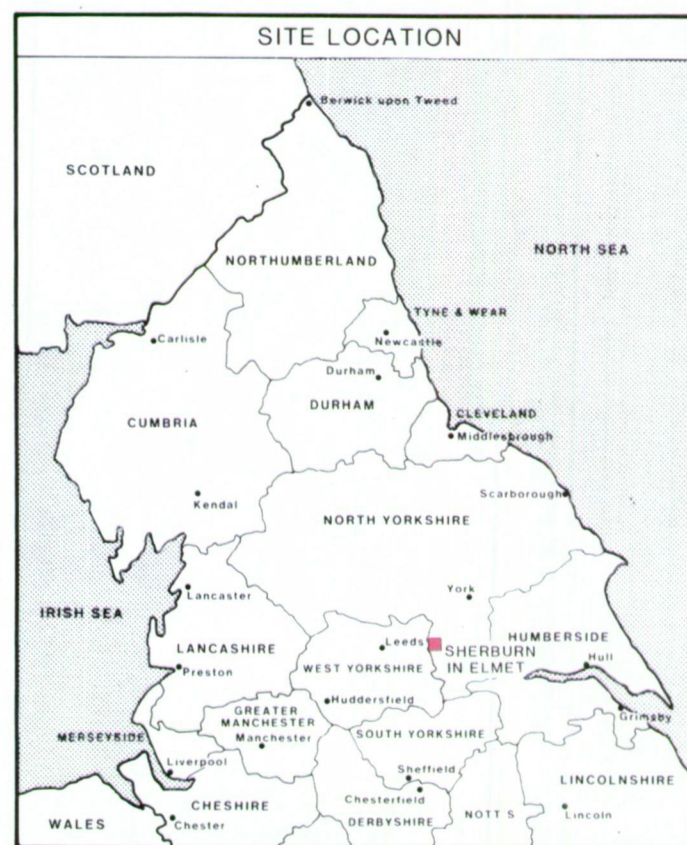 SITE LOCATION
Berwick upon Tweed
SCOTLAND
NORTH SEA
NORTHUMBERLAND
TYNE & WEAR
Carlisle
Newcastle
Durham
DURHAM
CLEVELAND
CUMBRIA
Middlesbrough
Kendal
Scarborough
NORTH YORKSHIRE
Lancaster
York
IRISH SEA
HUMBERSIDE
LANCASHIRE
Leeds
SHERBURN
IN ELMET
Hull
WEST YORKSHIRE
Preston
Huddersfield
GREATER
MANCHESTER
Grimsby
MERSEYSIDE
Manchester
SOUTH YORKSHIRE
Liverpool
Sheffield
LINCOLNSHIRE
CHESHIRE
Chesterfield
NOTTS
Lincoln
WALES
Chester
DERBYSHIRE